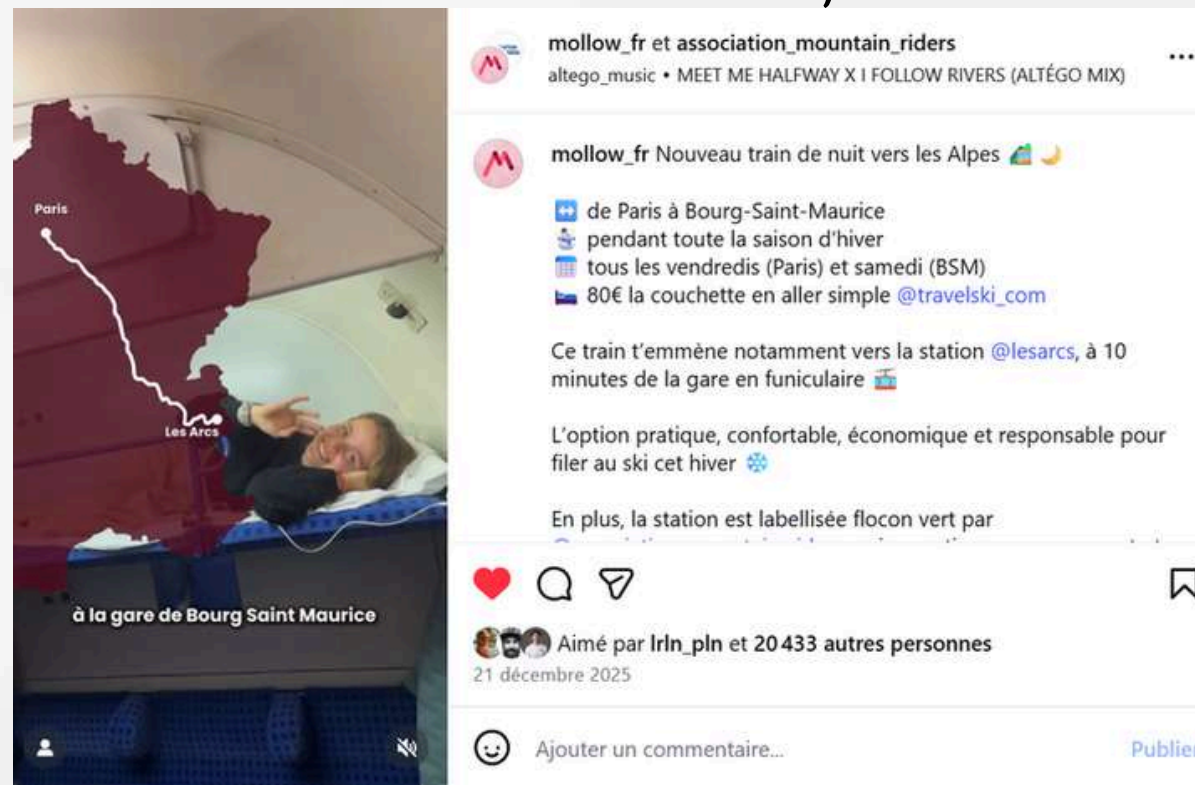 Paris
Les Arcs
à la gare de Bourg Saint Maurice
mollow_fr et association_mountain_riders
altego_music • MEET ME HALFWAY X I FOLLOW RIVERS (ALTÉGO MIX)
mollow_fr Nouveau train de nuit vers les Alpes 🏞️ 🌙
↔️ de Paris à Bourg-Saint-Maurice
⛄ pendant toute la saison d'hiver
🗓️ tous les vendredis (Paris) et samedi (BSM)
🛏️ 80€ la couchette en aller simple @travelski_com
Ce train t'emmène notamment vers la station @lesarcs, à 10
minutes de la gare en funiculaire 🚠
L'option pratique, confortable, économique et responsable pour
filer au ski cet hiver ❄️
En plus, la station est labellisée flocon vert par
Aimé par lrln_pln et 20 433 autres personnes
21 décembre 2025
Ajouter un commentaire...
Publier